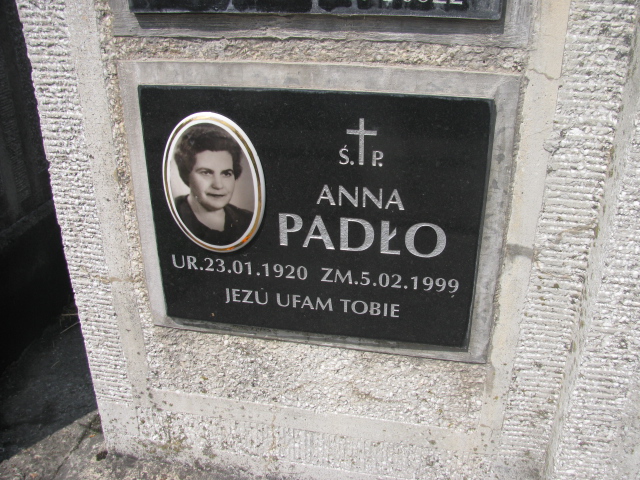 Ś. P.
ANNA
PADŁO
UR.23.01.1920 ZM.5.02.1999
JEZU UFAM TOBIE